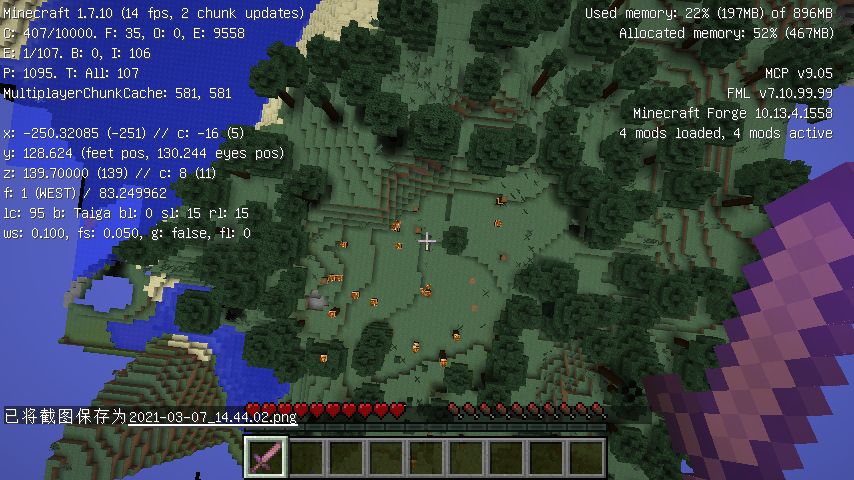 Minecraft 1.7.10 (14 fps, 2 chunk updates)
C: 407/10000. F: 35, O: 0, E: 9558
E: 1/107. B: 0, I: 106
P: 1095. T: All: 107
MultiplayerChunkCache: 581, 581
x: -250.32085 (-251) // c: -16 (5)
y: 128.624 (feet pos, 130.244 eyes pos)
z: 139.70000 (139) // c: 8 (11)
f: 1 (WEST) / 83.249962
lc: 95 b: Taiga bl: 0 sl: 15 rl: 15
ws: 0.100, fs: 0.050, g: false, fl: 0
Used memory: 22% (197MB) of 896MB
Allocated memory: 52% (467MB)
MCP v9.05
FML v7.10.99.99
Minecraft Forge 10.13.4.1558
4 mods loaded, 4 mods active
已将截图保存为2021-03-07_14.44.02.png